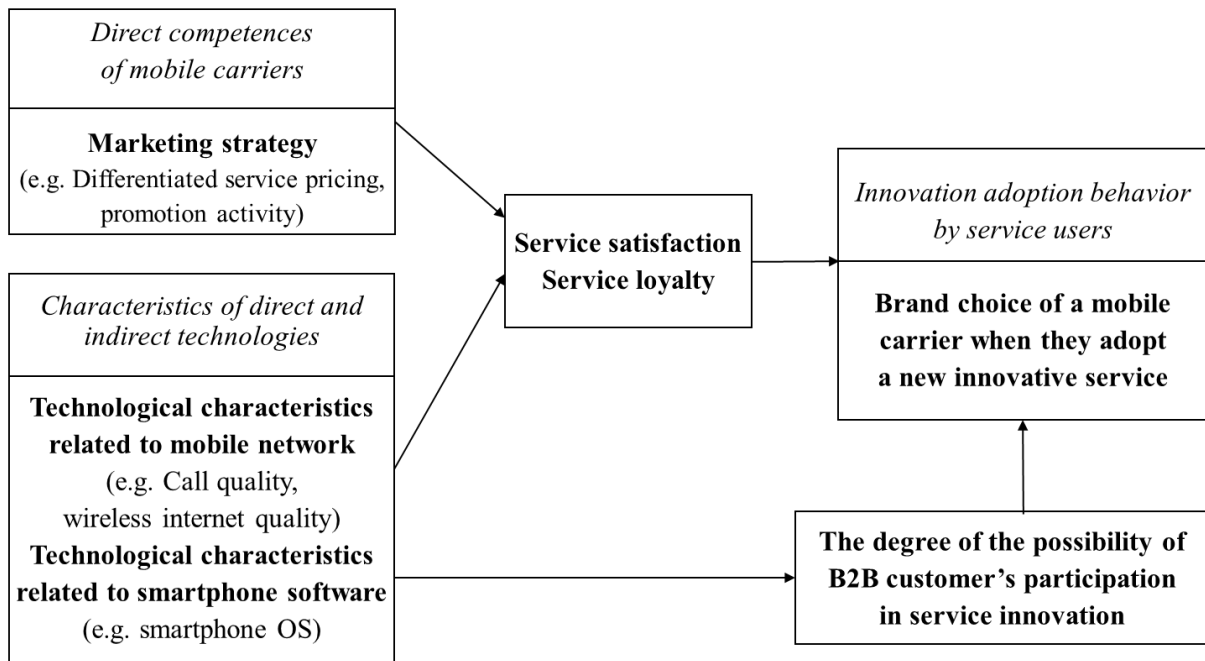 Direct competences
of mobile carriers
Marketing strategy
(e.g. Differentiated service pricing,
promotion activity)
Characteristics of direct and
indirect technologies
Technological characteristics
related to mobile network
(e.g. Call quality,
wireless internet quality)
Technological characteristics
related to smartphone software
(e.g. smartphone OS)
Service satisfaction
Service loyalty
Innovation adoption behavior
by service users
Brand choice of a mobile
carrier when they adopt
a new innovative service
The degree of the possibility of
B2B customer’s participation
in service innovation